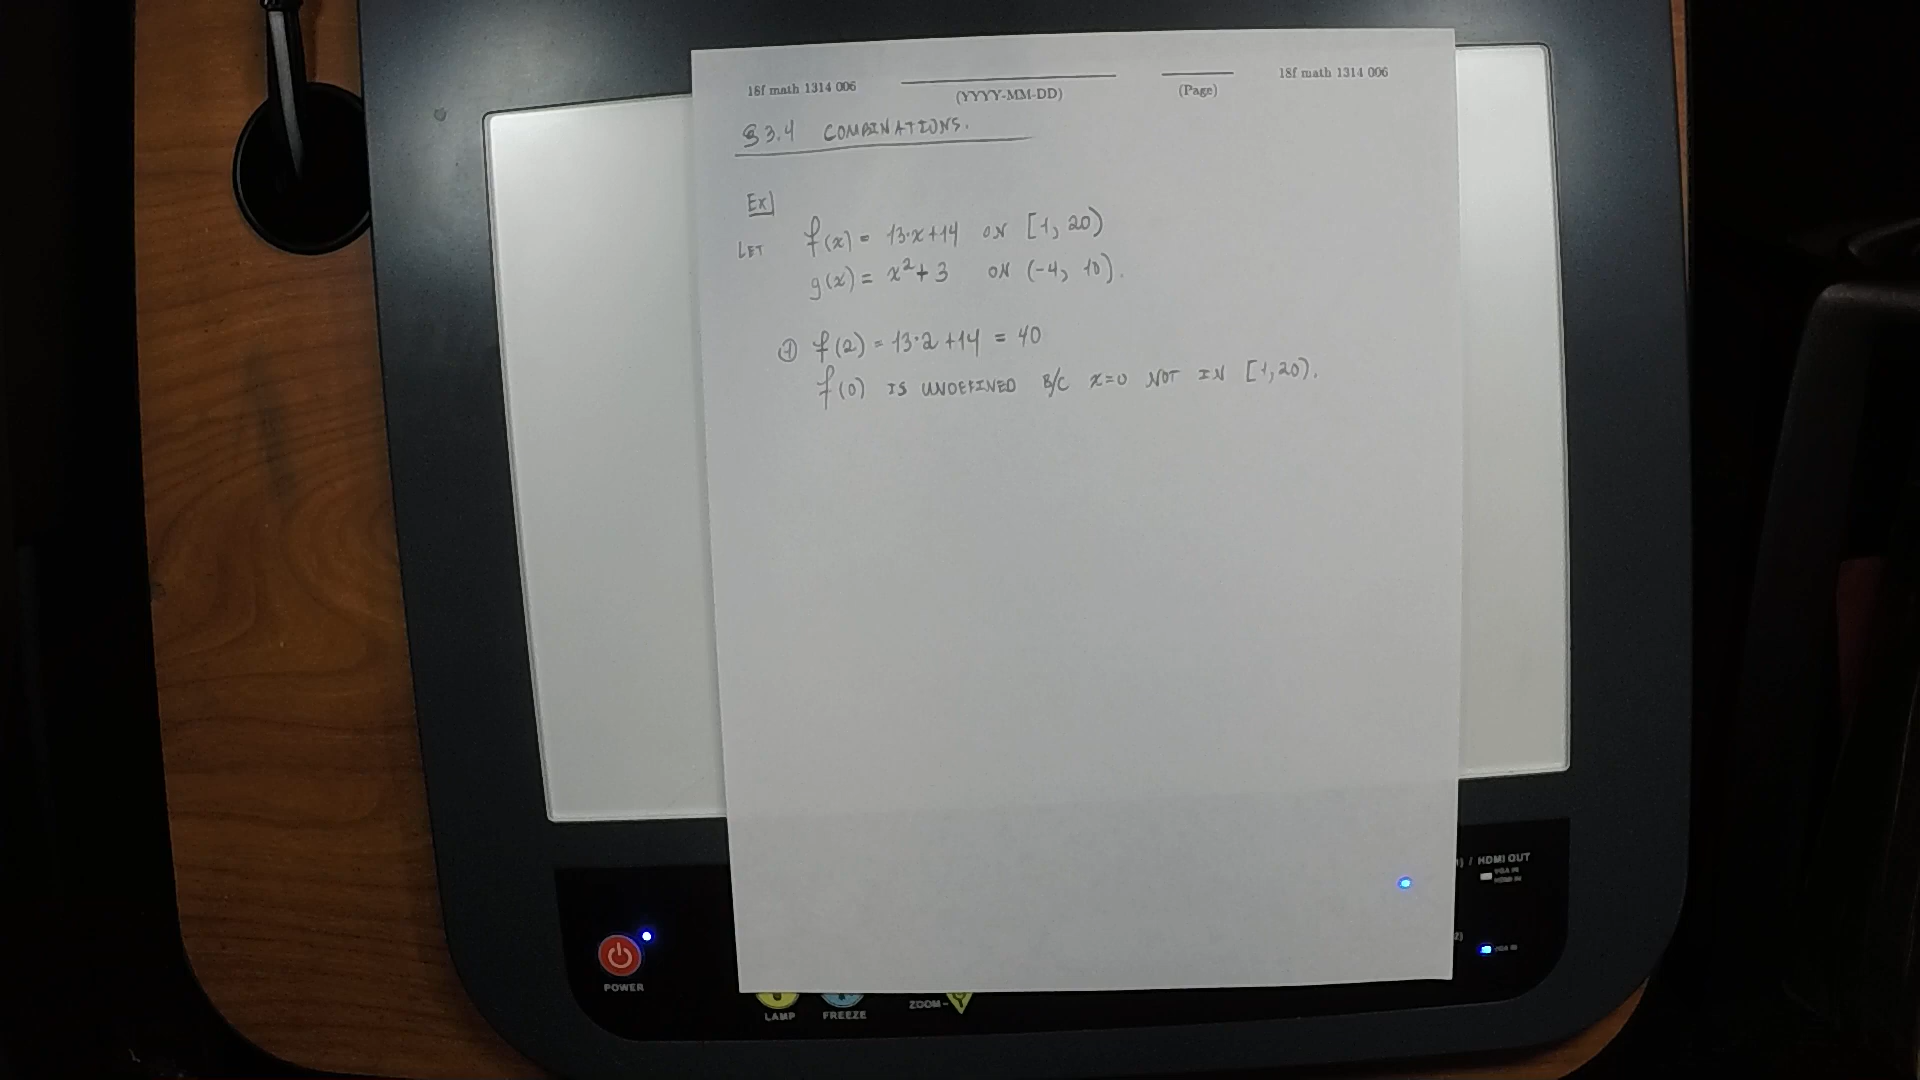 18f math 1314 006
(YYYY-MM-DD)
(Page)
18f math 1314 006
§3.4 COMBINATIONS.
Ex]
LET f(x) = 13·x+14 ON [1, 20)
g(x) = x²+3 ON (-4, 10).
① f(2) = 13·2+14 = 40
f(0) IS UNDEFINED B/C x=0 NOT IN [1,20).
/ HDMI OUT
POWER
LAMP
FREEZE
ZOOM-